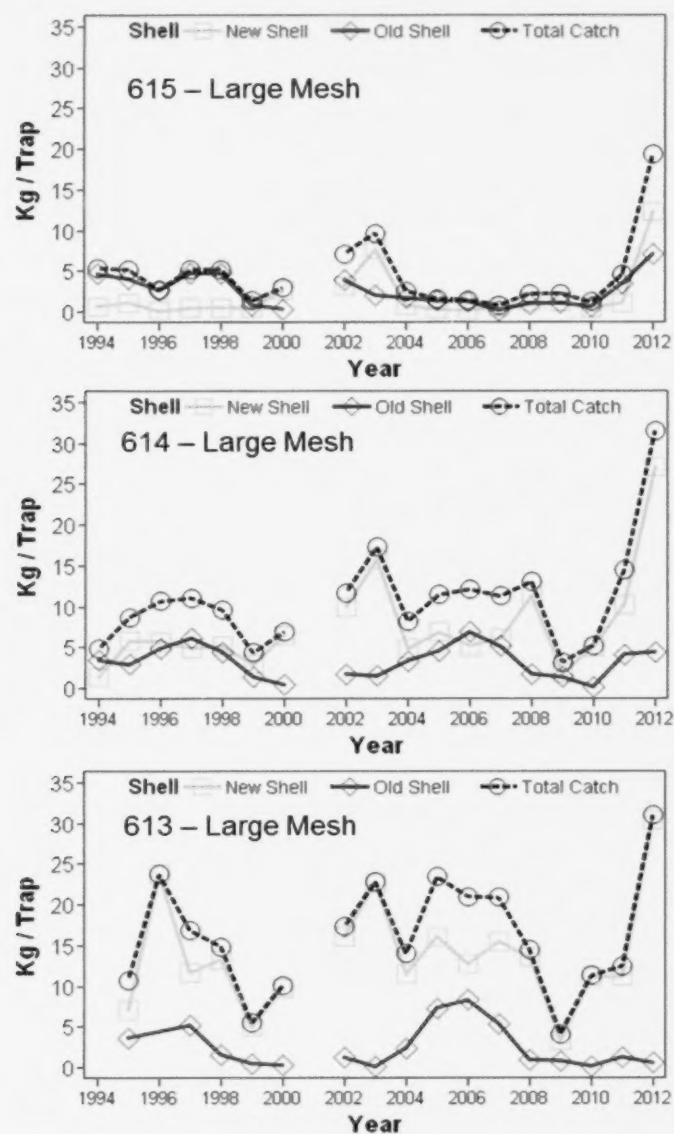 Shell New Shell Old Shell Total Catch
615 – Large Mesh
Kg / Trap
35
30
25
20
15
10
5
0
1994 1996 1998 2000 2002 2004 2006 2008 2010 2012
Year
Shell New Shell Old Shell Total Catch
614 – Large Mesh
Kg / Trap
35
30
25
20
15
10
5
0
1994 1996 1998 2000 2002 2004 2006 2008 2010 2012
Year
Shell New Shell Old Shell Total Catch
613 – Large Mesh
Kg / Trap
35
30
25
20
15
10
5
0
1994 1996 1998 2000 2002 2004 2006 2008 2010 2012
Year